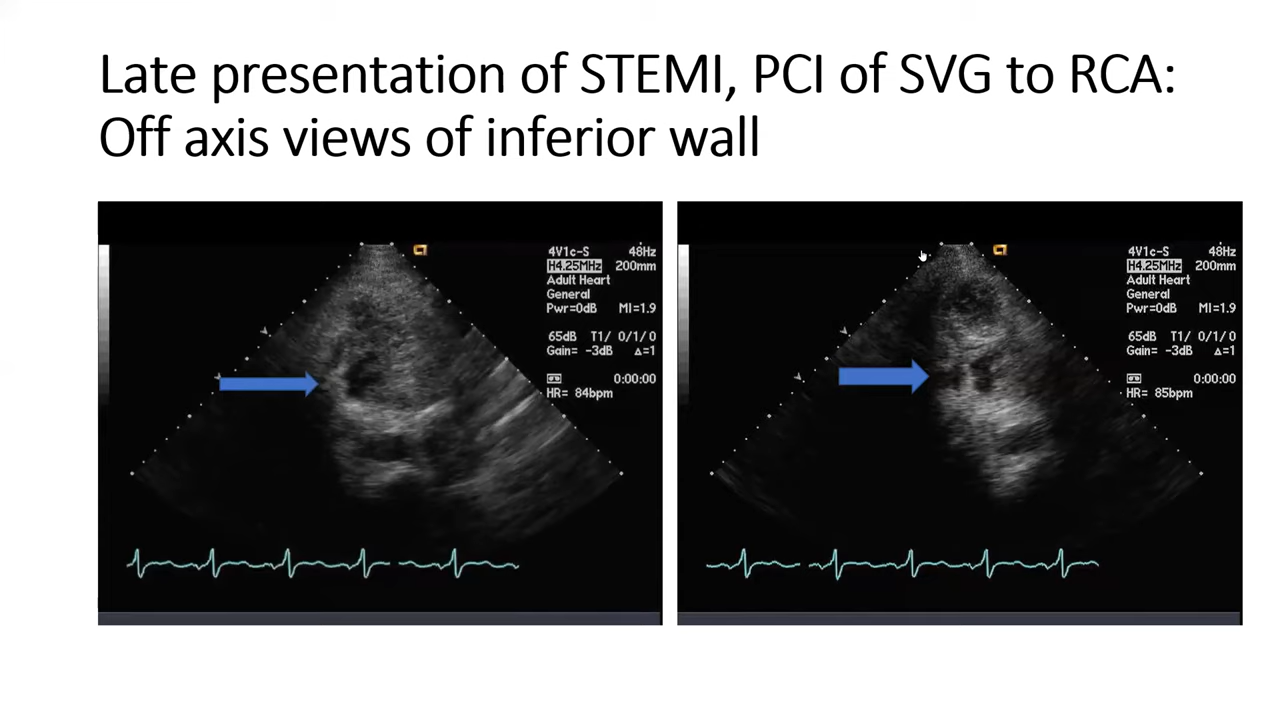 Late presentation of STEMI, PCI of SVG to RCA:
Off axis views of inferior wall
4V1c-S 48Hz
H4.25MHz 200mm
Adult Heart
General
Pwr=0dB MI=1.9
65dB T1/ 0/1/0
Gain= -3dB Δ=1
0:00:00
HR= 84bpm
4V1c-S 48Hz
H4.25MHz 200mm
Adult Heart
General
Pwr=0dB MI=1.9
65dB T1/ 0/1/0
Gain= -3dB Δ=1
0:00:00
HR= 85bpm